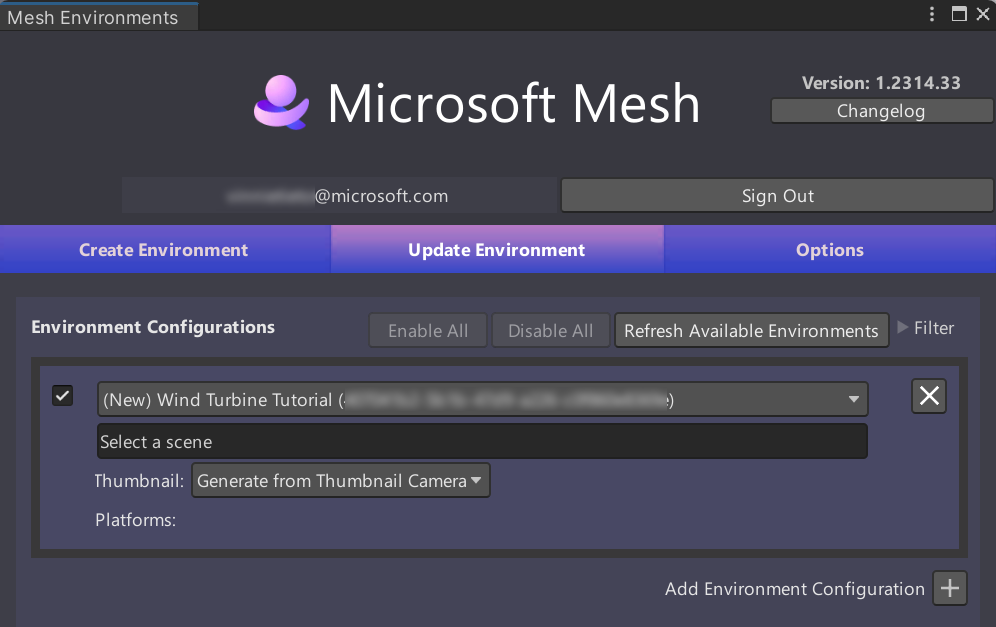 Mesh Environments
Microsoft Mesh
Version: 1.2314.33
Changelog
@microsoft.com
Sign Out
Create Environment
Update Environment
Options
Environment Configurations
Enable All
Disable All
Refresh Available Environments
Filter
(New) Wind Turbine Tutorial (
Select a scene
Thumbnail:
Generate from Thumbnail Camera
Platforms:
Add Environment Configuration